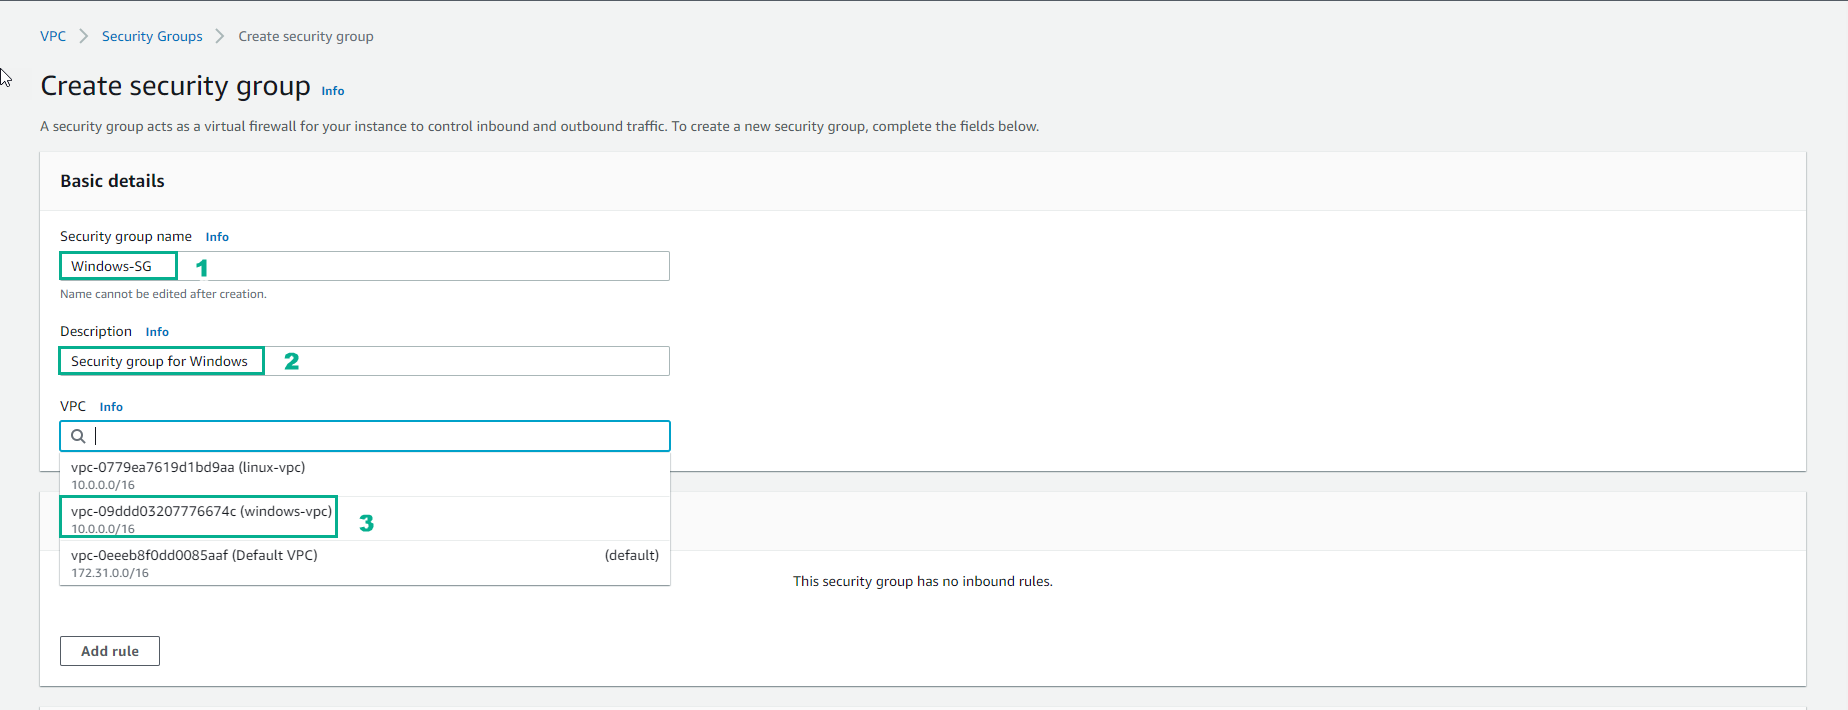 VPC > Security Groups > Create security group
Create security group Info
A security group acts as a virtual firewall for your instance to control inbound and outbound traffic. To create a new security group, complete the fields below.
Basic details
Security group name Info
Windows-SG 1
Name cannot be edited after creation.
Description Info
Security group for Windows 2
VPC Info
vpc-0779ea7619d1bd9aa (linux-vpc)
10.0.0.0/16
vpc-09ddd03207776674c (windows-vpc)
10.0.0.0/16 3
vpc-0eeeb8f0dd0085aaf (Default VPC) (default)
172.31.0.0/16
This security group has no inbound rules.
Add rule